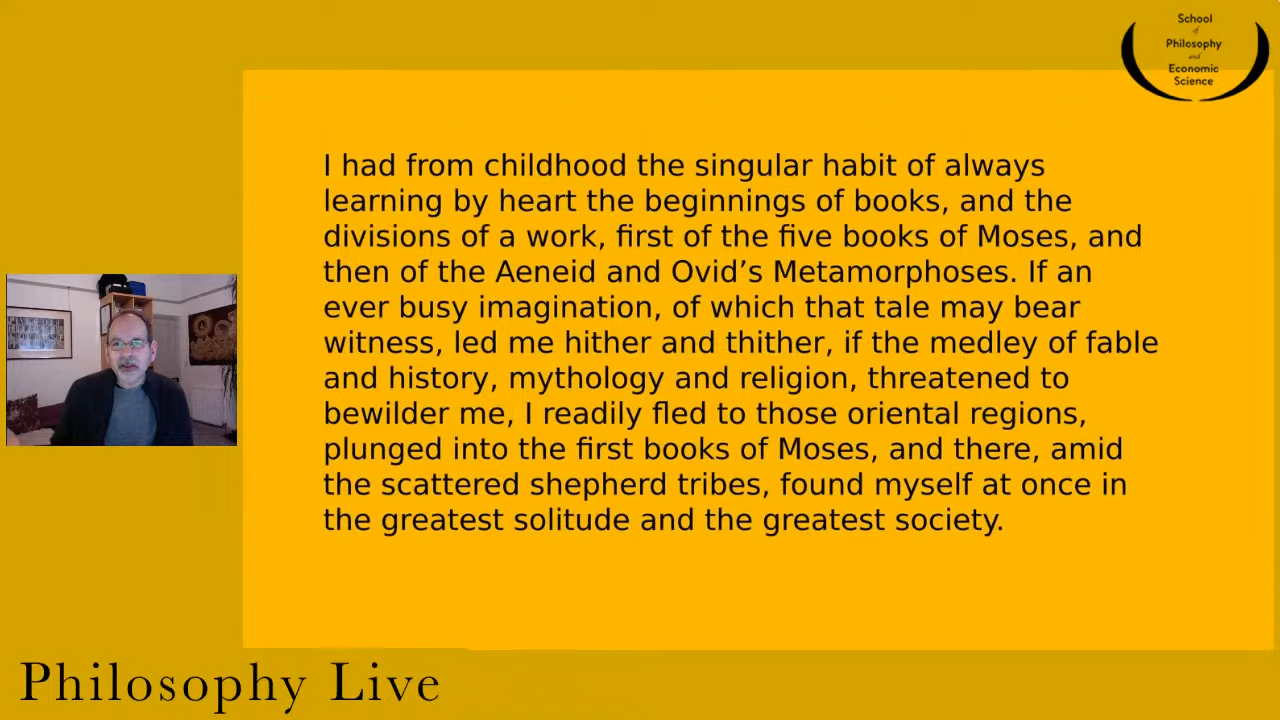 School
of
Philosophy
and
Economic
Science
I had from childhood the singular habit of always
learning by heart the beginnings of books, and the
divisions of a work, first of the five books of Moses, and
then of the Aeneid and Ovid’s Metamorphoses. If an
ever busy imagination, of which that tale may bear
witness, led me hither and thither, if the medley of fable
and history, mythology and religion, threatened to
bewilder me, I readily fled to those oriental regions,
plunged into the first books of Moses, and there, amid
the scattered shepherd tribes, found myself at once in
the greatest solitude and the greatest society.
Philosophy Live